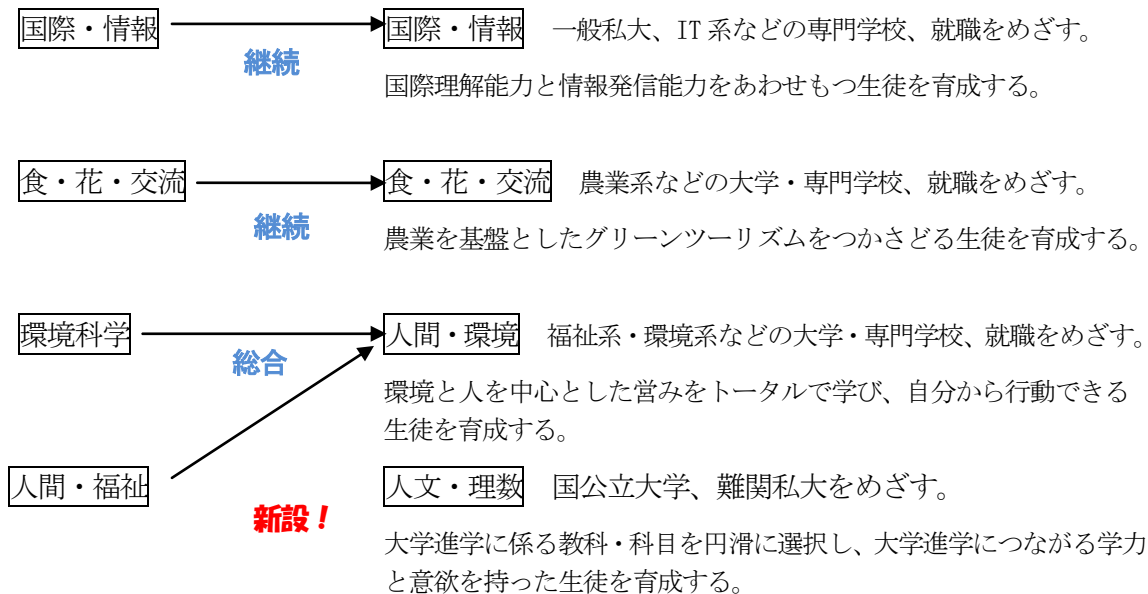 国際・情報 国際・情報 一般私大、IT系などの専門学校、就職をめざす。
継続
国際理解能力と情報発信能力をあわせもつ生徒を育成する。
食・花・交流 食・花・交流 農業系などの大学・専門学校、就職をめざす。
継続
農業を基盤としたグリーンツーリズムをつかさどる生徒を育成する。
環境科学 人間・環境 福祉系・環境系などの大学・専門学校、就職をめざす。
総合
環境と人を中心とした営みをトータルで学び、自分から行動できる
生徒を育成する。
人間・福祉 人文・理数 国公立大学、難関私大をめざす。
新設！
大学進学に係る教科・科目を円滑に選択し、大学進学につながる学力
と意欲を持った生徒を育成する。